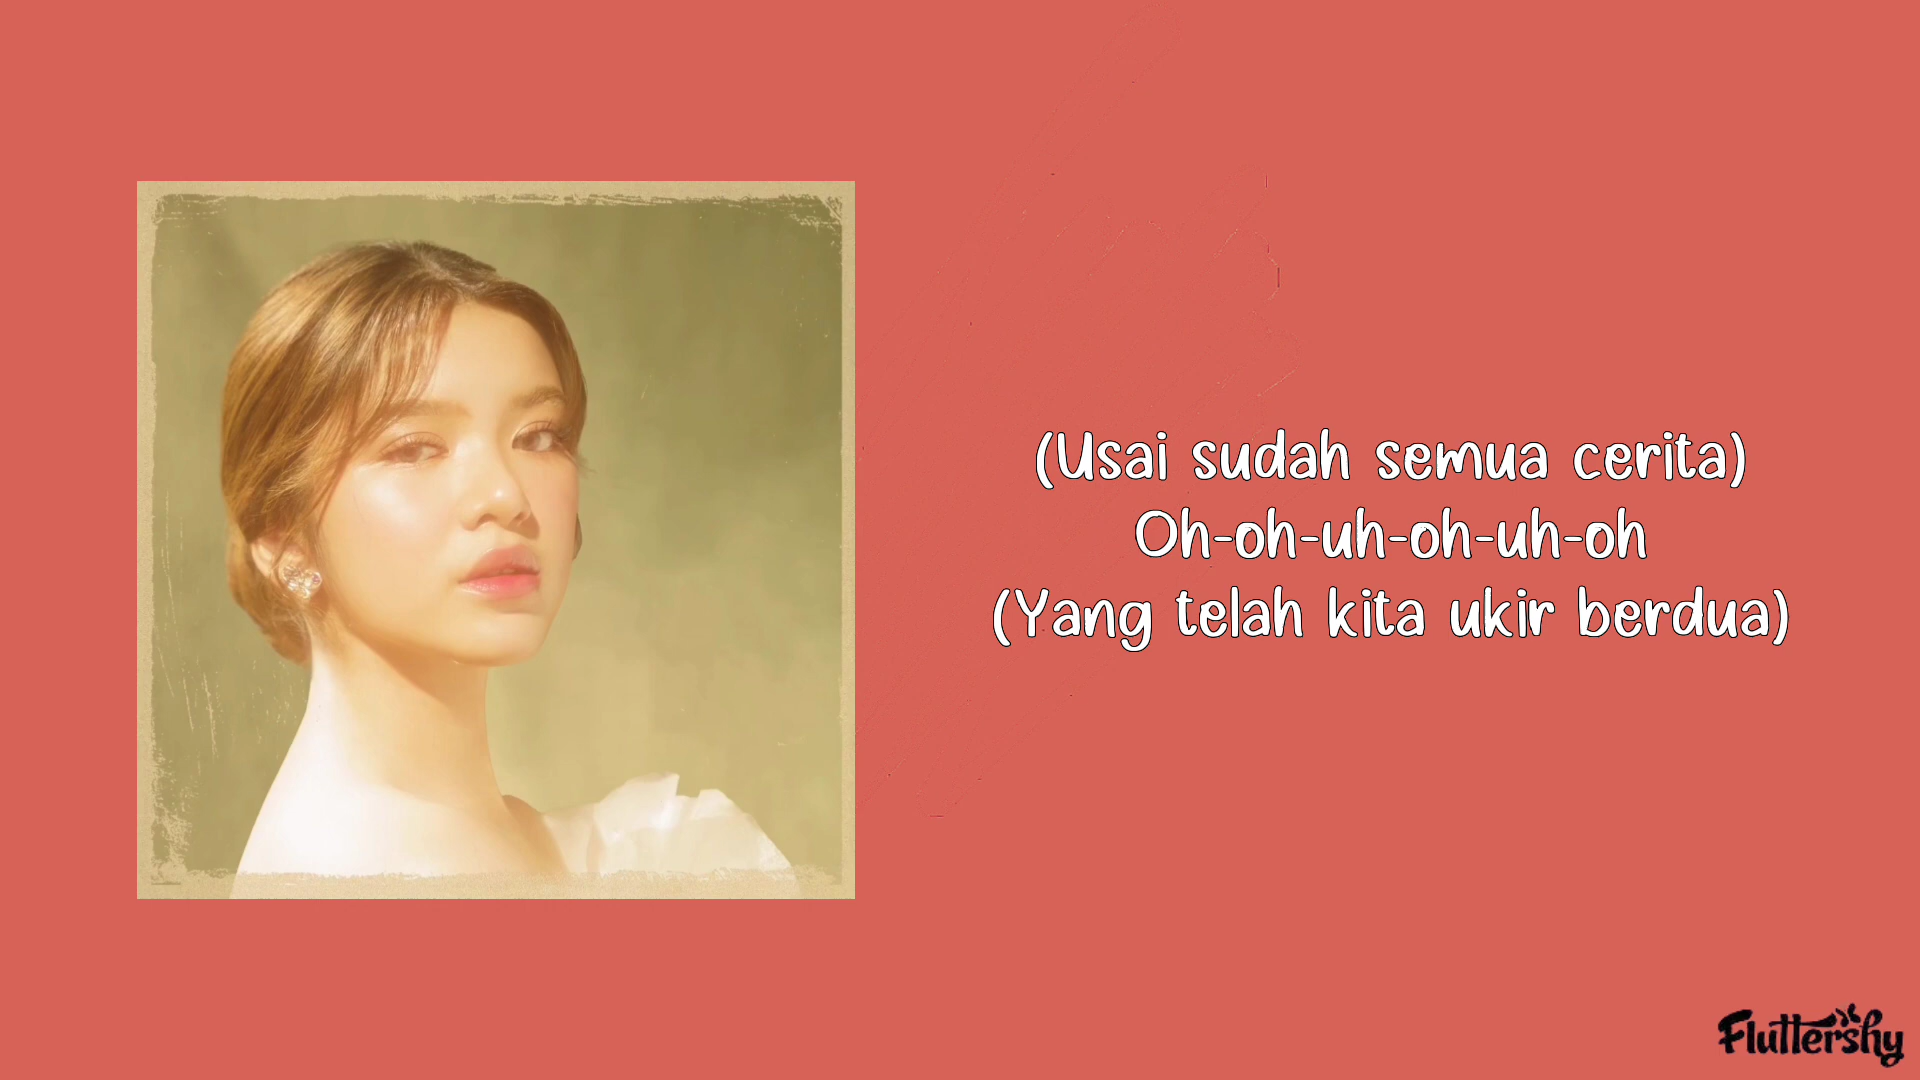 (Usai sudah semua cerita)
Oh-oh-uh-oh-uh-oh
(Yang telah kita ukir berdua)
Fluttershy